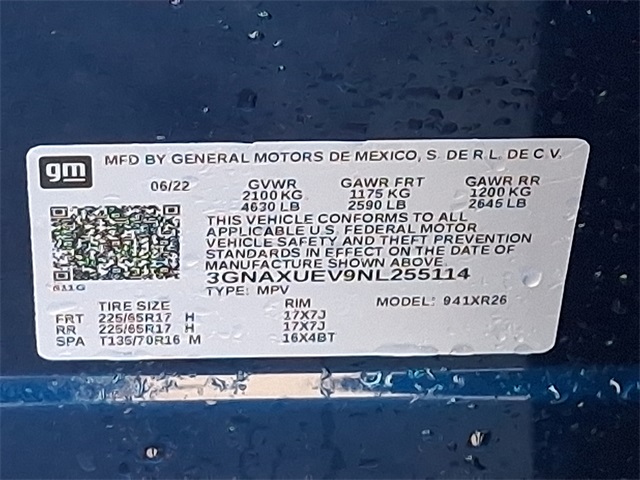 gm MFD BY GENERAL MOTORS DE MEXICO, S. DE R.L. DE C.V.
06/22 GVWR GAWR FRT GAWR RR
2100 KG 1175 KG 1200 KG
4630 LB 2590 LB 2645 LB
THIS VEHICLE CONFORMS TO ALL
APPLICABLE U.S. FEDERAL MOTOR
VEHICLE SAFETY AND THEFT PREVENTION
STANDARDS IN EFFECT ON THE DATE OF
MANUFACTURE SHOWN ABOVE.
3GNAXUEV9NL255114
TYPE: MPV
TIRE SIZE RIM MODEL: 941XR26
FRT 225/65R17 H 17X7J
RR 225/65R17 H 17X7J
SPA T135/70R16 M 16X4BT